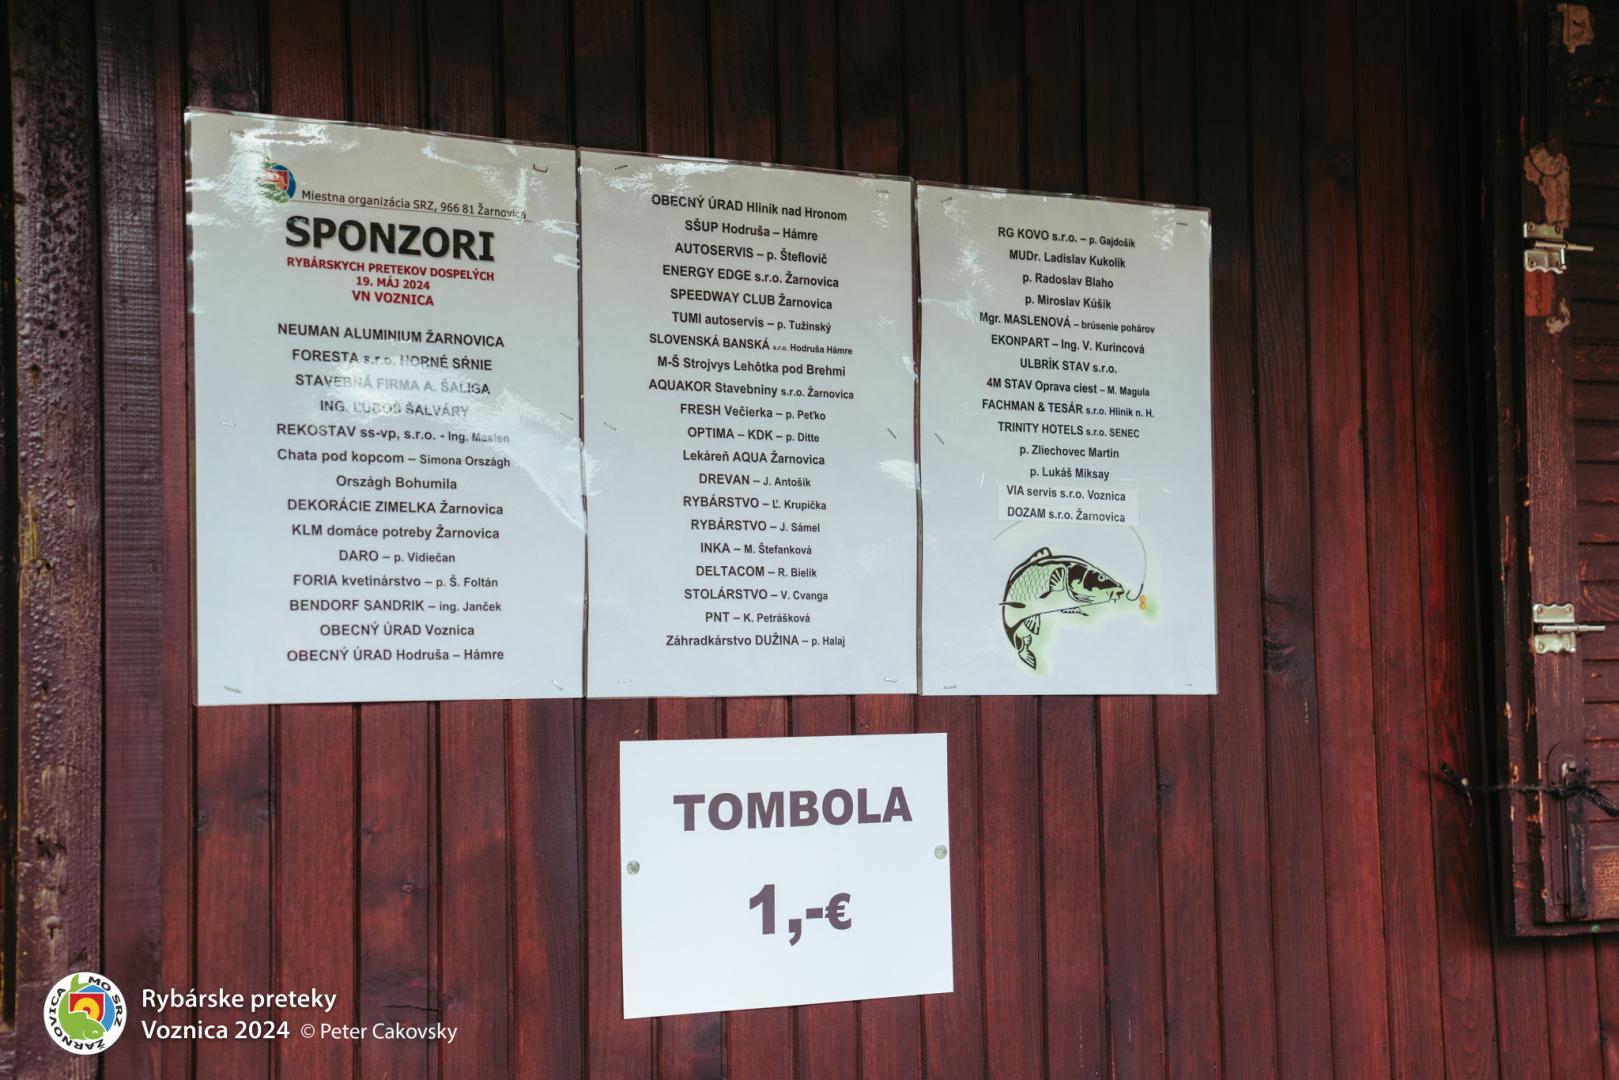 Miestna organizácia SRZ, 966 81 Žarnovica
SPONZORI
RYBÁRSKYCH PRETEKOV DOSPELÝCH
19. MÁJ 2024
VN VOZNICA
NEUMAN ALUMINIUM ŽARNOVICA
FORESTA s.r.o. HORNÉ SŔNIE
STAVEBNÁ FIRMA A. ŠALIGA
ING. ĽUBOŠ ŠALVÁRY
REKOSTAV ss-vp, s.r.o. - Ing. Maslen
Chata pod kopcom – Simona Országh
Országh Bohumila
DEKORÁCIE ZIMELKA Žarnovica
KLM domáce potreby Žarnovica
DARO – p. Vidiečan
FORIA kvetinárstvo – p. Š. Foltán
BENDORF SANDRIK – ing. Janček
OBECNÝ ÚRAD Voznica
OBECNÝ ÚRAD Hodruša – Hámre
OBECNÝ ÚRAD Hliník nad Hronom
SŠUP Hodruša – Hámre
AUTOSERVIS – p. Šteflovič
ENERGY EDGE s.r.o. Žarnovica
SPEEDWAY CLUB Žarnovica
TUMI autoservis – p. Tužinský
SLOVENSKÁ BANSKÁ s.r.o. Hodruša Hámre
M-Š Strojvys Lehôtka pod Brehmi
AQUAKOR Stavebniny s.r.o. Žarnovica
FRESH Večierka – p. Peťko
OPTIMA – KDK – p. Ditte
Lekáreň AQUA Žarnovica
DREVAN – J. Antošík
RYBÁRSTVO – Ľ. Krupička
RYBÁRSTVO – J. Sámel
INKA – M. Štefanková
DELTACOM – R. Bielik
STOLÁRSTVO – V. Cvanga
PNT – K. Petrášková
Záhradkárstvo DUŽINA – p. Halaj
RG KOVO s.r.o. – p. Gajdošík
MUDr. Ladislav Kukolík
p. Radoslav Blaho
p. Miroslav Kúšik
Mgr. MASLENOVÁ – brúsenie pohárov
EKONPART – Ing. V. Kurincová
ULBRÍK STAV s.r.o.
4M STAV Oprava ciest – M. Magula
FACHMAN & TESÁR s.r.o. Hliník n. H.
TRINITY HOTELS s.r.o. SENEC
p. Zliechovec Martin
p. Lukáš Miksay
VIA servis s.r.o. Voznica
DOZAM s.r.o. Žarnovica
TOMBOLA
1,-€
MO SRZ ŽARNOVICA
Rybárske preteky
Voznica 2024 © Peter Cakovsky